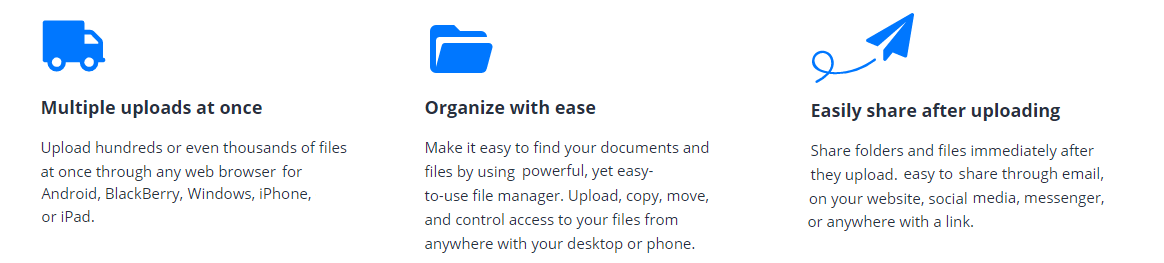 Multiple uploads at once
Upload hundreds or even thousands of files
at once through any web browser for
Android, BlackBerry, Windows, iPhone,
or iPad.
Organize with ease
Make it easy to find your documents and
files by using powerful, yet easy-
to-use file manager. Upload, copy, move,
and control access to your files from
anywhere with your desktop or phone.
Easily share after uploading
Share folders and files immediately after
they upload. easy to share through email,
on your website, social media, messenger,
or anywhere with a link.